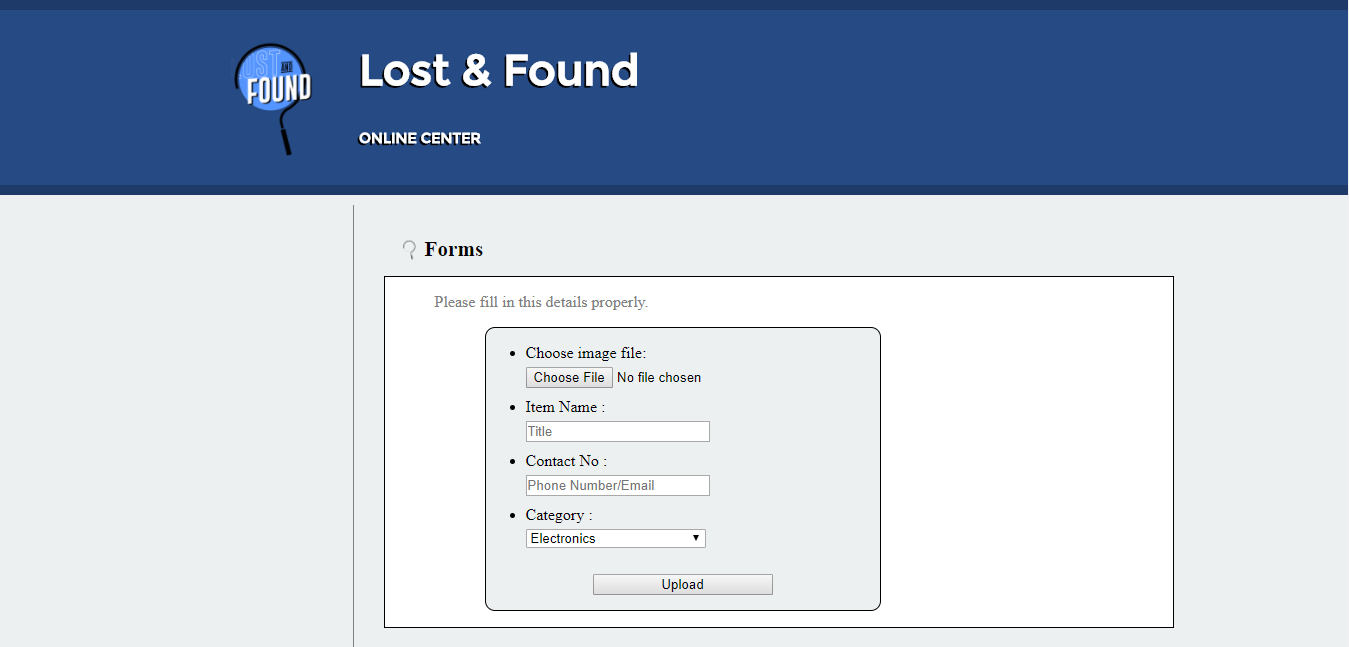 LOST
AND
FOUND
Lost & Found
ONLINE CENTER
Forms
Please fill in this details properly.
Choose image file:
Choose File No file chosen
Item Name :
Title
Contact No :
Phone Number/Email
Category :
Electronics
Upload